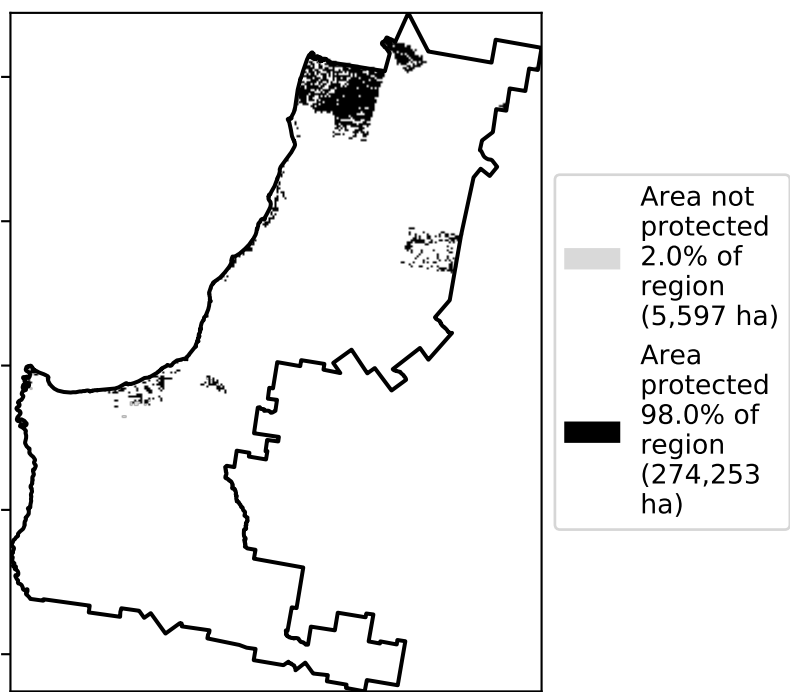 Area not
protected
2.0% of
region
(5,597 ha)
Area
protected
98.0% of
region
(274,253
ha)